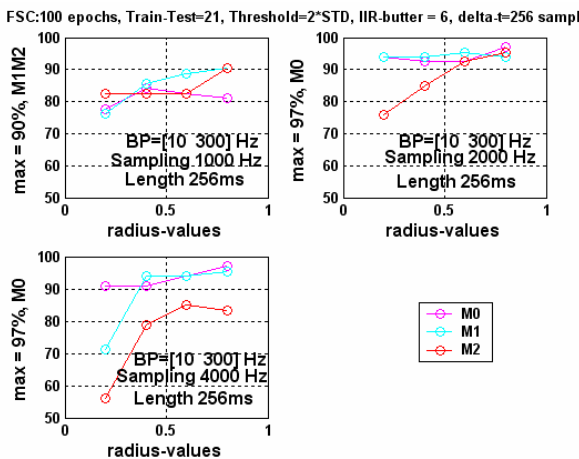 FSC:100 epochs, Train-Test=21, Threshold=2*STD, IIR-butter = 6, delta-t=256 sampl
max = 90%, M1M2
100
90
80
70
60
50
0
0.5
1
BP=[10 300] Hz
Sampling 1000 Hz
Length 256ms
radius-values
max = 97%, M0
100
90
80
70
60
50
0
0.5
1
BP=[10 300] Hz
Sampling 2000 Hz
Length 256ms
radius-values
max = 97%, M0
100
90
80
70
60
50
0
0.5
1
BP=[10 300] Hz
Sampling 4000 Hz
Length 256ms
radius-values
M0
M1
M2